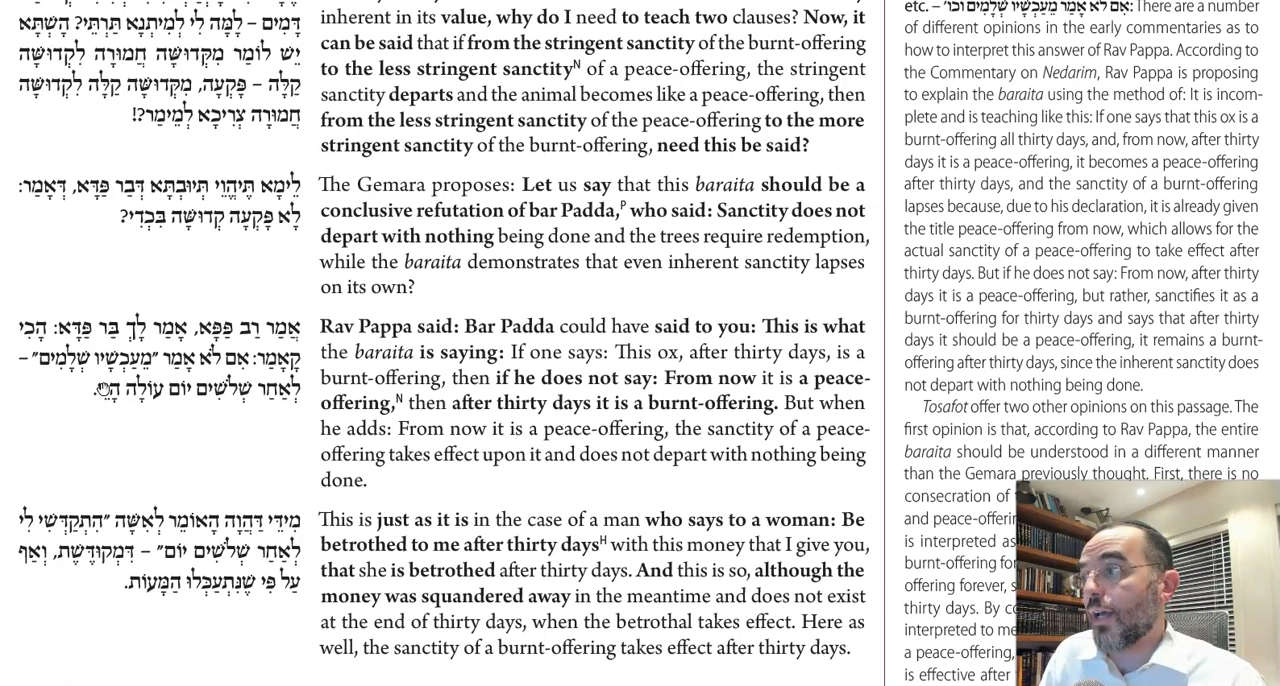 דָּמִים – לָמָּה לִי לְמִיתְנָא תַּרְתֵּי? הָשְׁתָּא
יֵשׁ לוֹמַר מִקְּדוּשָּׁה חֲמוּרָה לִקְדוּשָּׁה
קַלָּה – פָּקְעָה, מִקְּדוּשָּׁה קַלָּה לִקְדוּשָּׁה
חֲמוּרָה צְרִיכָא לְמֵימַר?!
לֵימָא תֶּיהֱוֵי תְּיוּבְתָּא דְּבַר פַּדָּא, דְּאָמַר:
לָא פָּקְעָה קְדוּשָּׁה בִּכְדִי?
אֲמַר רַב פַּפָּא, אָמַר לְךָ בַּר פַּדָּא: הָכִי
קָאָמַר: אִם לֹא אָמַר ״מֵעַכְשָׁיו שְׁלָמִים״ –
לְאַחַר שְׁלֹשִׁים יוֹם עוֹלָה
מִידֵּי דַּהֲוָה הָאוֹמֵר לְאִשָּׁה ״הִתְקַדְּשִׁי לִי
לְאַחַר שְׁלֹשִׁים יוֹם״ – דִּמְקוּדֶּשֶׁת, וְאַף
עַל פִּי שֶׁנִּתְעַכְּלוּ הַמָּעוֹת.
inherent in its value, why do I need to teach two clauses? Now, it
can be said that if from the stringent sanctity of the burnt-offering
to the less stringent sanctityN of a peace-offering, the stringent
sanctity departs and the animal becomes like a peace-offering, then
from the less stringent sanctity of the peace-offering to the more
stringent sanctity of the burnt-offering, need this be said?
The Gemara proposes: Let us say that this baraita should be a
conclusive refutation of bar Padda,P who said: Sanctity does not
depart with nothing being done and the trees require redemption,
while the baraita demonstrates that even inherent sanctity lapses
on its own?
Rav Pappa said: Bar Padda could have said to you: This is what
the baraita is saying: If one says: This ox, after thirty days, is a
burnt-offering, then if he does not say: From now it is a peace-
offering,N then after thirty days it is a burnt-offering. But when
he adds: From now it is a peace-offering, the sanctity of a peace-
offering takes effect upon it and does not depart with nothing being
done.
This is just as it is in the case of a man who says to a woman: Be
betrothed to me after thirty daysH with this money that I give you,
that she is betrothed after thirty days. And this is so, although the
money was squandered away in the meantime and does not exist
at the end of thirty days, when the betrothal takes effect. Here as
well, the sanctity of a burnt-offering takes effect after thirty days.
etc. – אִם לֹא אָמַר מֵעַכְשָׁיו שְׁלָמִים וכו׳: There are a number
of different opinions in the early commentaries as to
how to interpret this answer of Rav Pappa. According to
the Commentary on Nedarim, Rav Pappa is proposing
to explain the baraita using the method of: It is incom-
plete and is teaching like this: If one says that this ox is a
burnt-offering all thirty days, and, from now, after thirty
days it is a peace-offering, it becomes a peace-offering
after thirty days, and the sanctity of a burnt-offering
lapses because, due to his declaration, it is already given
the title peace-offering from now, which allows for the
actual sanctity of a peace-offering to take effect after
thirty days. But if he does not say: From now, after thirty
days it is a peace-offering, but rather, sanctifies it as a
burnt-offering for thirty days and says that after thirty
days it should be a peace-offering, it remains a burnt-
offering after thirty days, since the inherent sanctity does
not depart with nothing being done.
Tosafot offer two other opinions on this passage. The
first opinion is that, according to Rav Pappa, the entire
baraita should be understood in a different manner
than the Gemara previously thought. First, there is no
consecration of
and peace-offerin
is interpreted as
burnt-offering for
offering forever, s
thirty days. By co
interpreted to me
a peace-offering,
is effective after